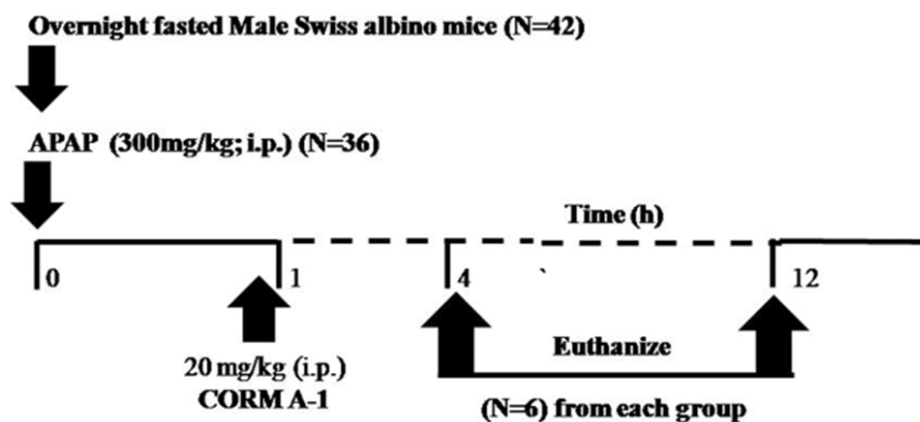 Overnight fasted Male Swiss albino mice (N=42)
APAP (300mg/kg; i.p.) (N=36)
Time (h)
0
1
4
12
20 mg/kg (i.p.)
CORM A-1
Euthanize
(N=6) from each group